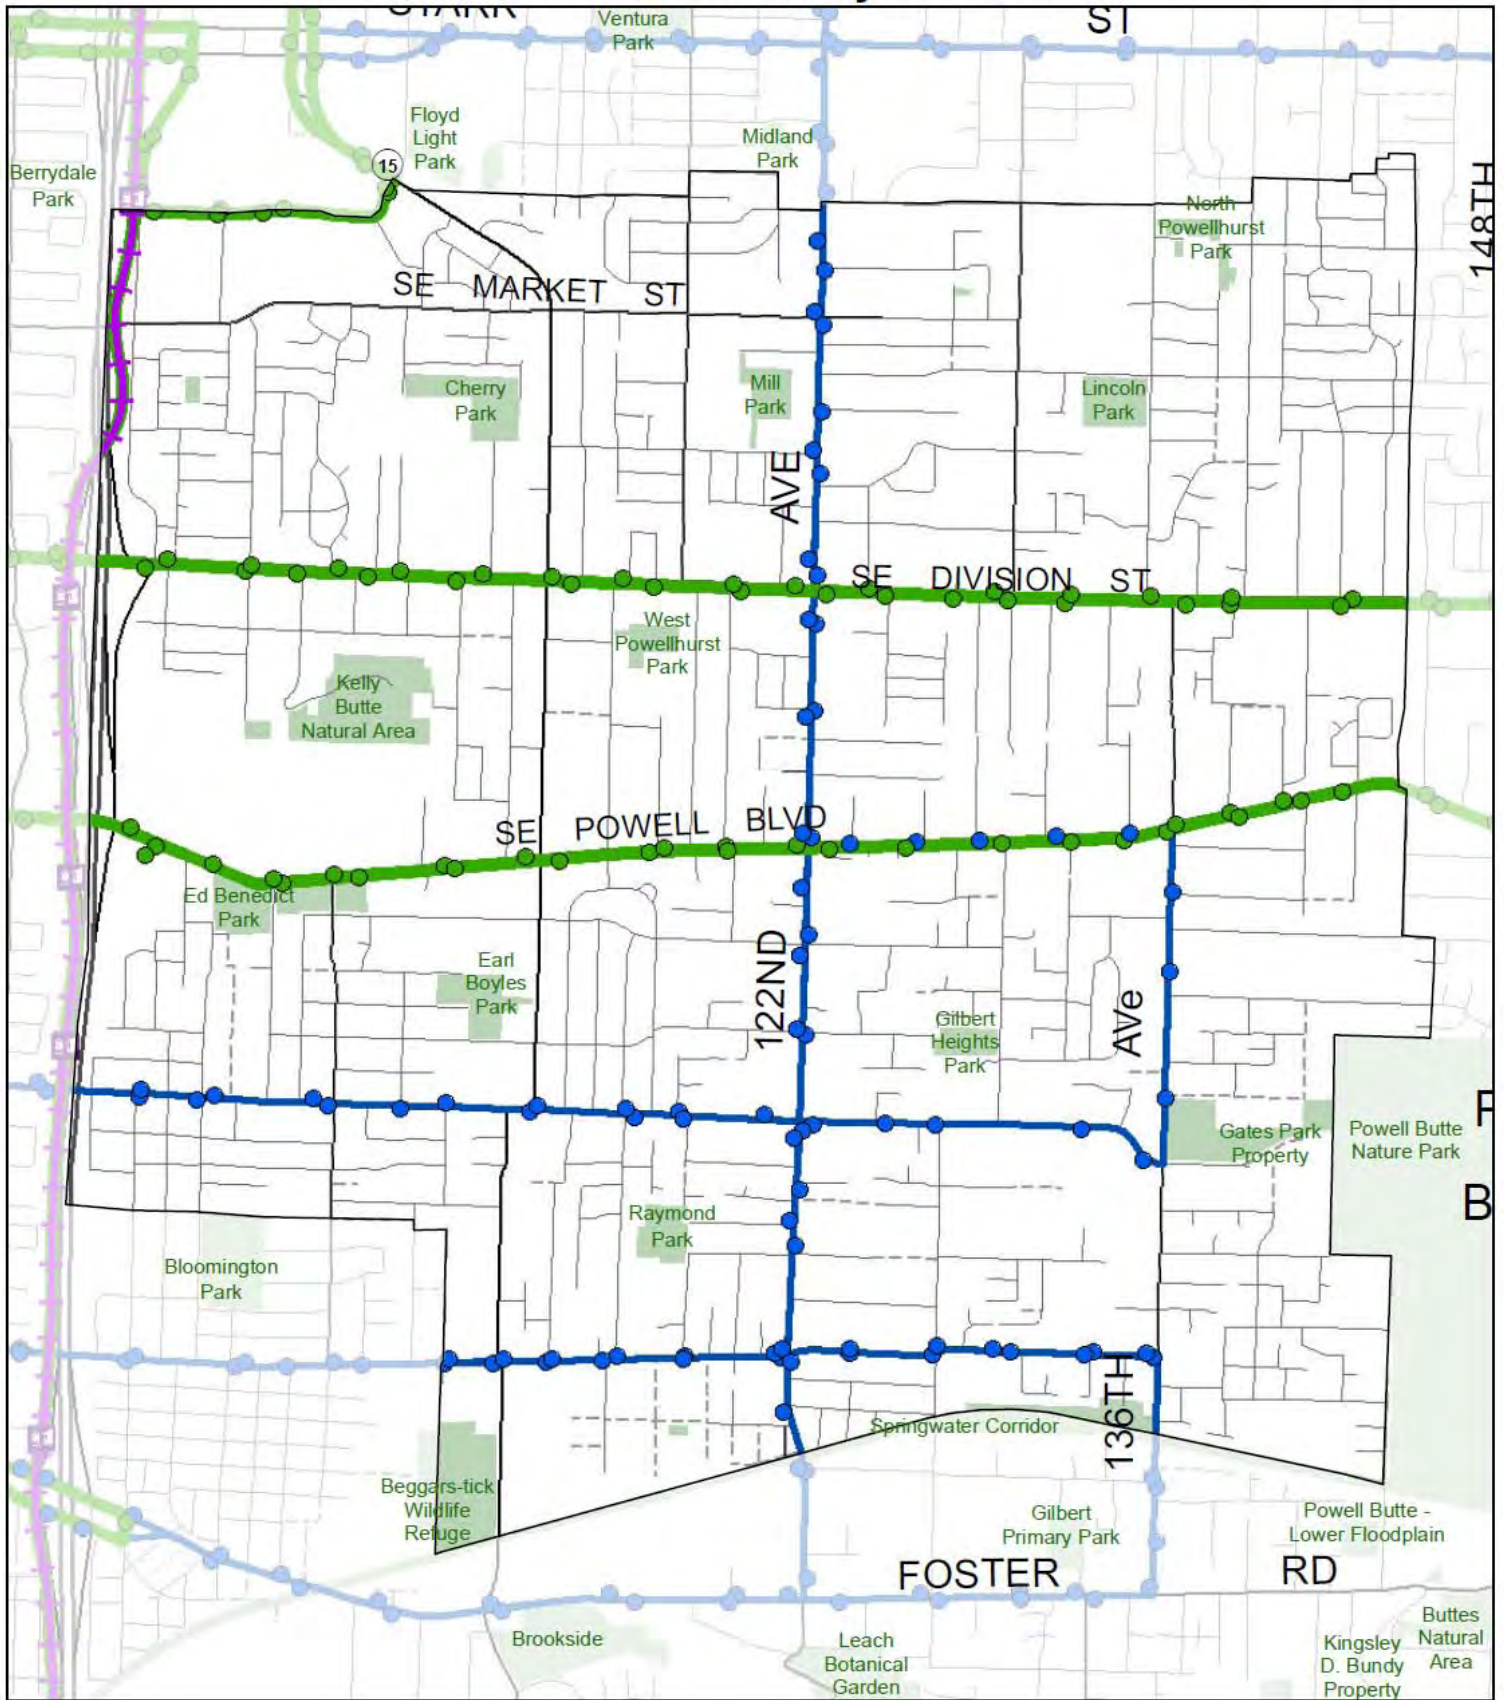 STARK
ST
Ventura
Park
Floyd
Light
Park
15
Midland
Park
Berrydale
Park
North
Powellhurst
Park
148TH
SE MARKET ST
Cherry
Park
Mill
Park
Lincoln
Park
AVE
SE DIVISION ST
West
Powellhurst
Park
Kelly
Butte
Natural Area
SE POWELL BLVD
Ed Benedict
Park
Earl
Boyles
Park
122ND
Gilbert
Heights
Park
AVe
Gates Park
Property
Powell Butte
Nature Park
B
Raymond
Park
Bloomington
Park
136TH
Springwater Corridor
Beggars-tick
Wildlife
Refuge
Gilbert
Primary Park
Powell Butte -
Lower Floodplain
FOSTER RD
Brookside
Leach
Botanical
Garden
Kingsley
D. Bundy
Property
Buttes
Natural
Area